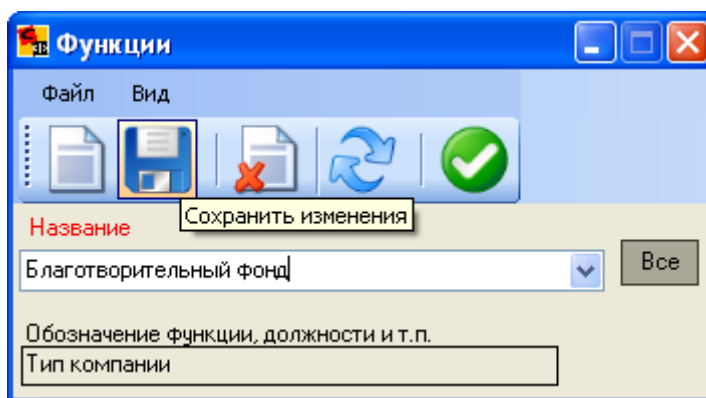 Функции
Файл Вид
Сохранить изменения
Название
Благотворительный фонд
Все
Обозначение функции, должности и т.п.
Тип компании